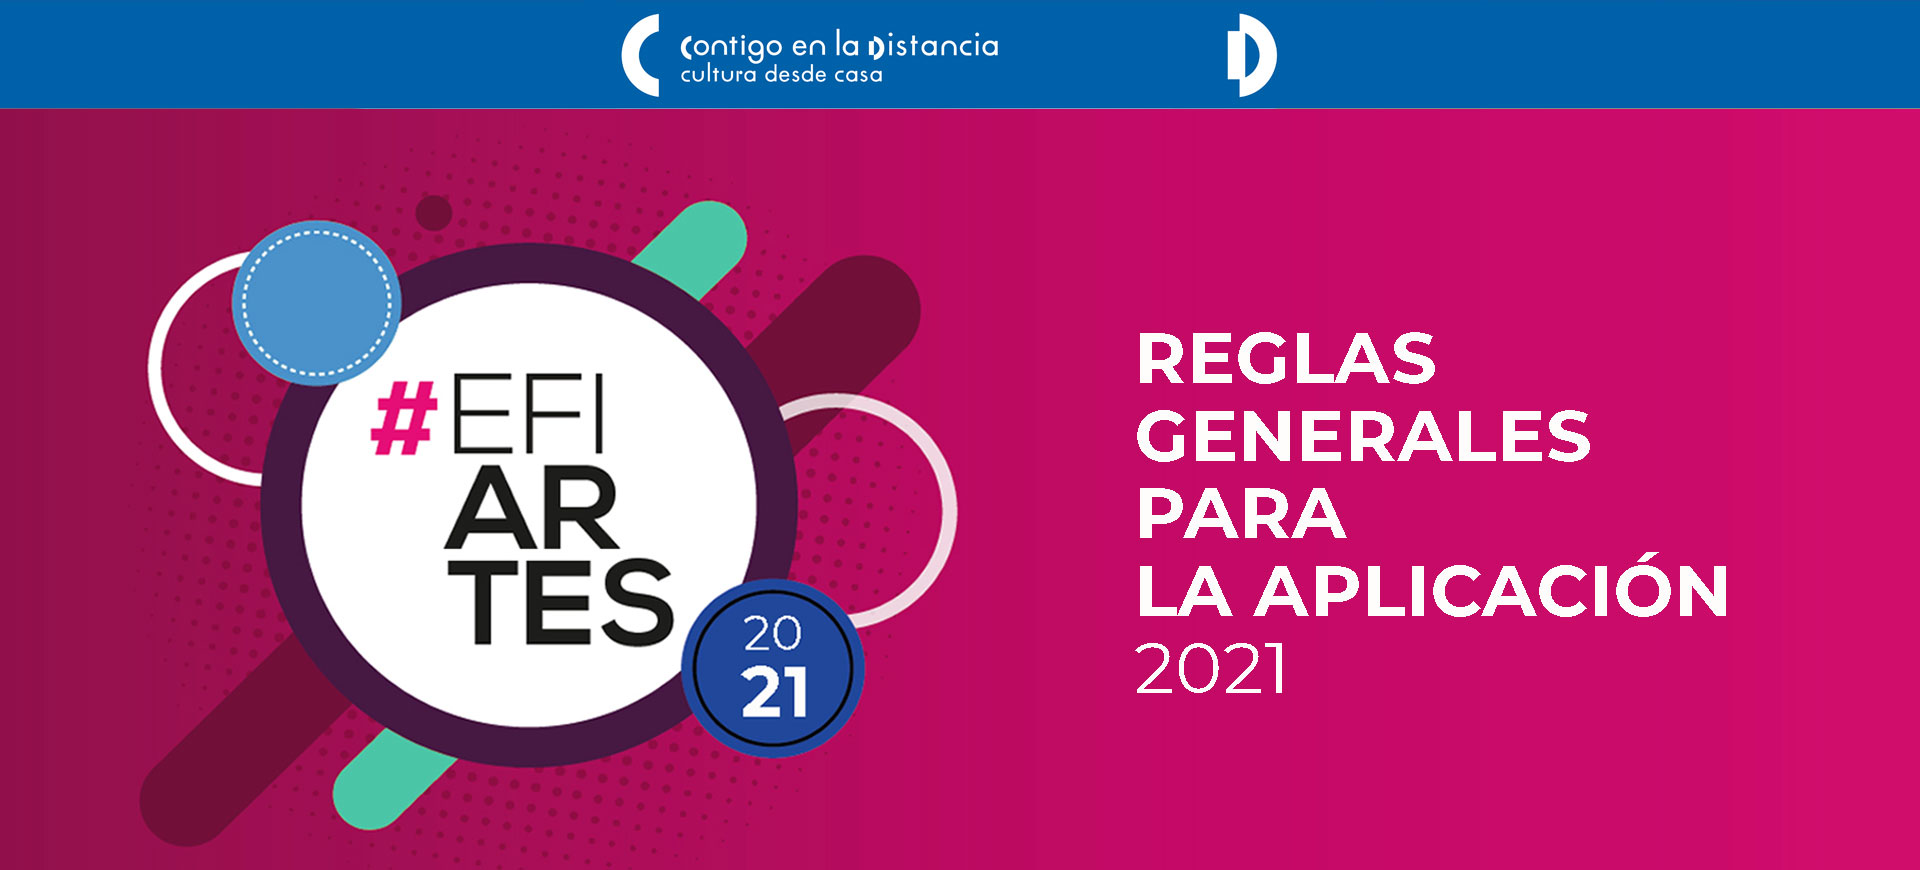 Contigo en la Distancia
cultura desde casa
#EFI
AR
TES
20
21
REGLAS
GENERALES
PARA
LA APLICACIÓN
2021